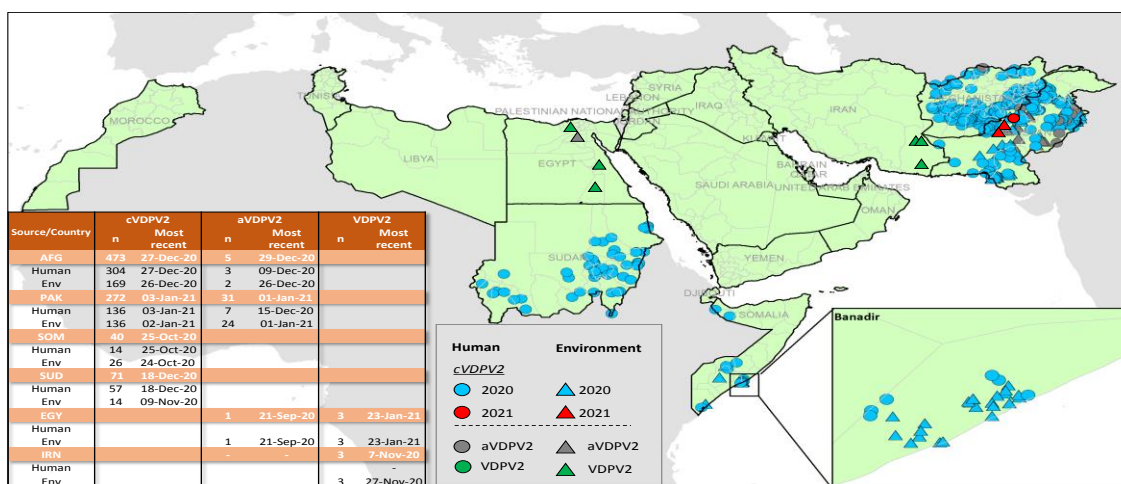 MOROCCO
TUNISIA
LIBYA
EGYPT
SUDAN
PALESTINIAN NATIONAL AUTHORITY
LEBANON
SYRIA
JORDAN
IRAQ
IRAN
KUWAIT
BAHRAIN
QATAR
SAUDI ARABIA
UNITED ARAB EMIRATES
OMAN
YEMEN
DJIBOUTI
SOMALIA
Source/Country cVDPV2 aVDPV2 VDPV2
n Most recent n Most recent n Most recent
AFG 473 27-Dec-20 5 29-Dec-20
Human 304 27-Dec-20 3 09-Dec-20
Env 169 26-Dec-20 2 26-Dec-20
PAK 272 03-Jan-21 31 01-Jan-21
Human 136 03-Jan-21 7 15-Dec-20
Env 136 02-Jan-21 24 01-Jan-21
SOM 40 25-Oct-20
Human 14 25-Oct-20
Env 26 24-Oct-20
SUD 71 18-Dec-20
Human 57 18-Dec-20
Env 14 09-Nov-20
EGY 1 21-Sep-20 3 23-Jan-21
Human
Env 1 21-Sep-20 3 23-Jan-21
IRN - - 3 7-Nov-20
Human -
Env 3 27-Nov-20
Human Environment
cVDPV2
2020 2020
2021 2021
aVDPV2 aVDPV2
VDPV2 VDPV2
Banadir